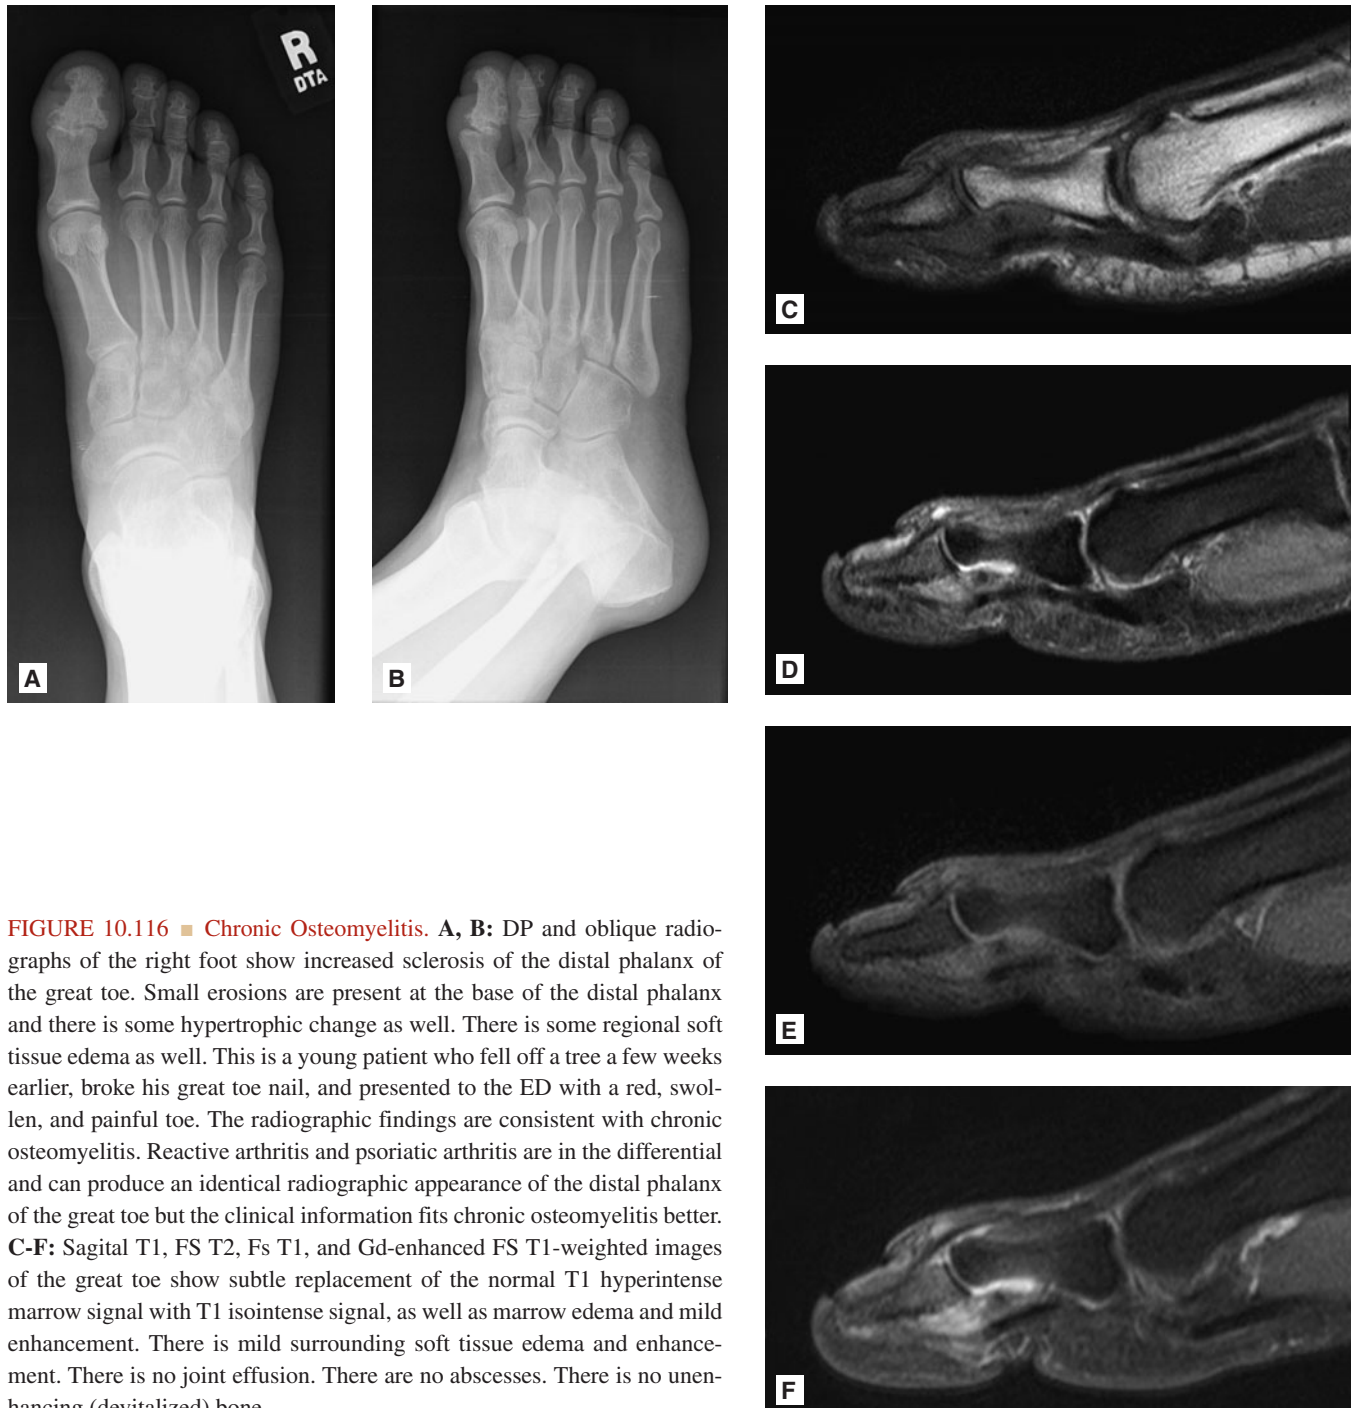 R
DTA
A
B
C
D
E
F
FIGURE 10.116 ■ Chronic Osteomyelitis. A, B: DP and oblique radio-
graphs of the right foot show increased sclerosis of the distal phalanx of
the great toe. Small erosions are present at the base of the distal phalanx
and there is some hypertrophic change as well. There is some regional soft
tissue edema as well. This is a young patient who fell off a tree a few weeks
earlier, broke his great toe nail, and presented to the ED with a red, swol-
len, and painful toe. The radiographic findings are consistent with chronic
osteomyelitis. Reactive arthritis and psoriatic arthritis are in the differential
and can produce an identical radiographic appearance of the distal phalanx
of the great toe but the clinical information fits chronic osteomyelitis better.
C-F: Sagital T1, FS T2, Fs T1, and Gd-enhanced FS T1-weighted images
of the great toe show subtle replacement of the normal T1 hyperintense
marrow signal with T1 isointense signal, as well as marrow edema and mild
enhancement. There is mild surrounding soft tissue edema and enhance-
ment. There is no joint effusion. There are no abscesses. There is no unen-
hancing (devitalized) bone